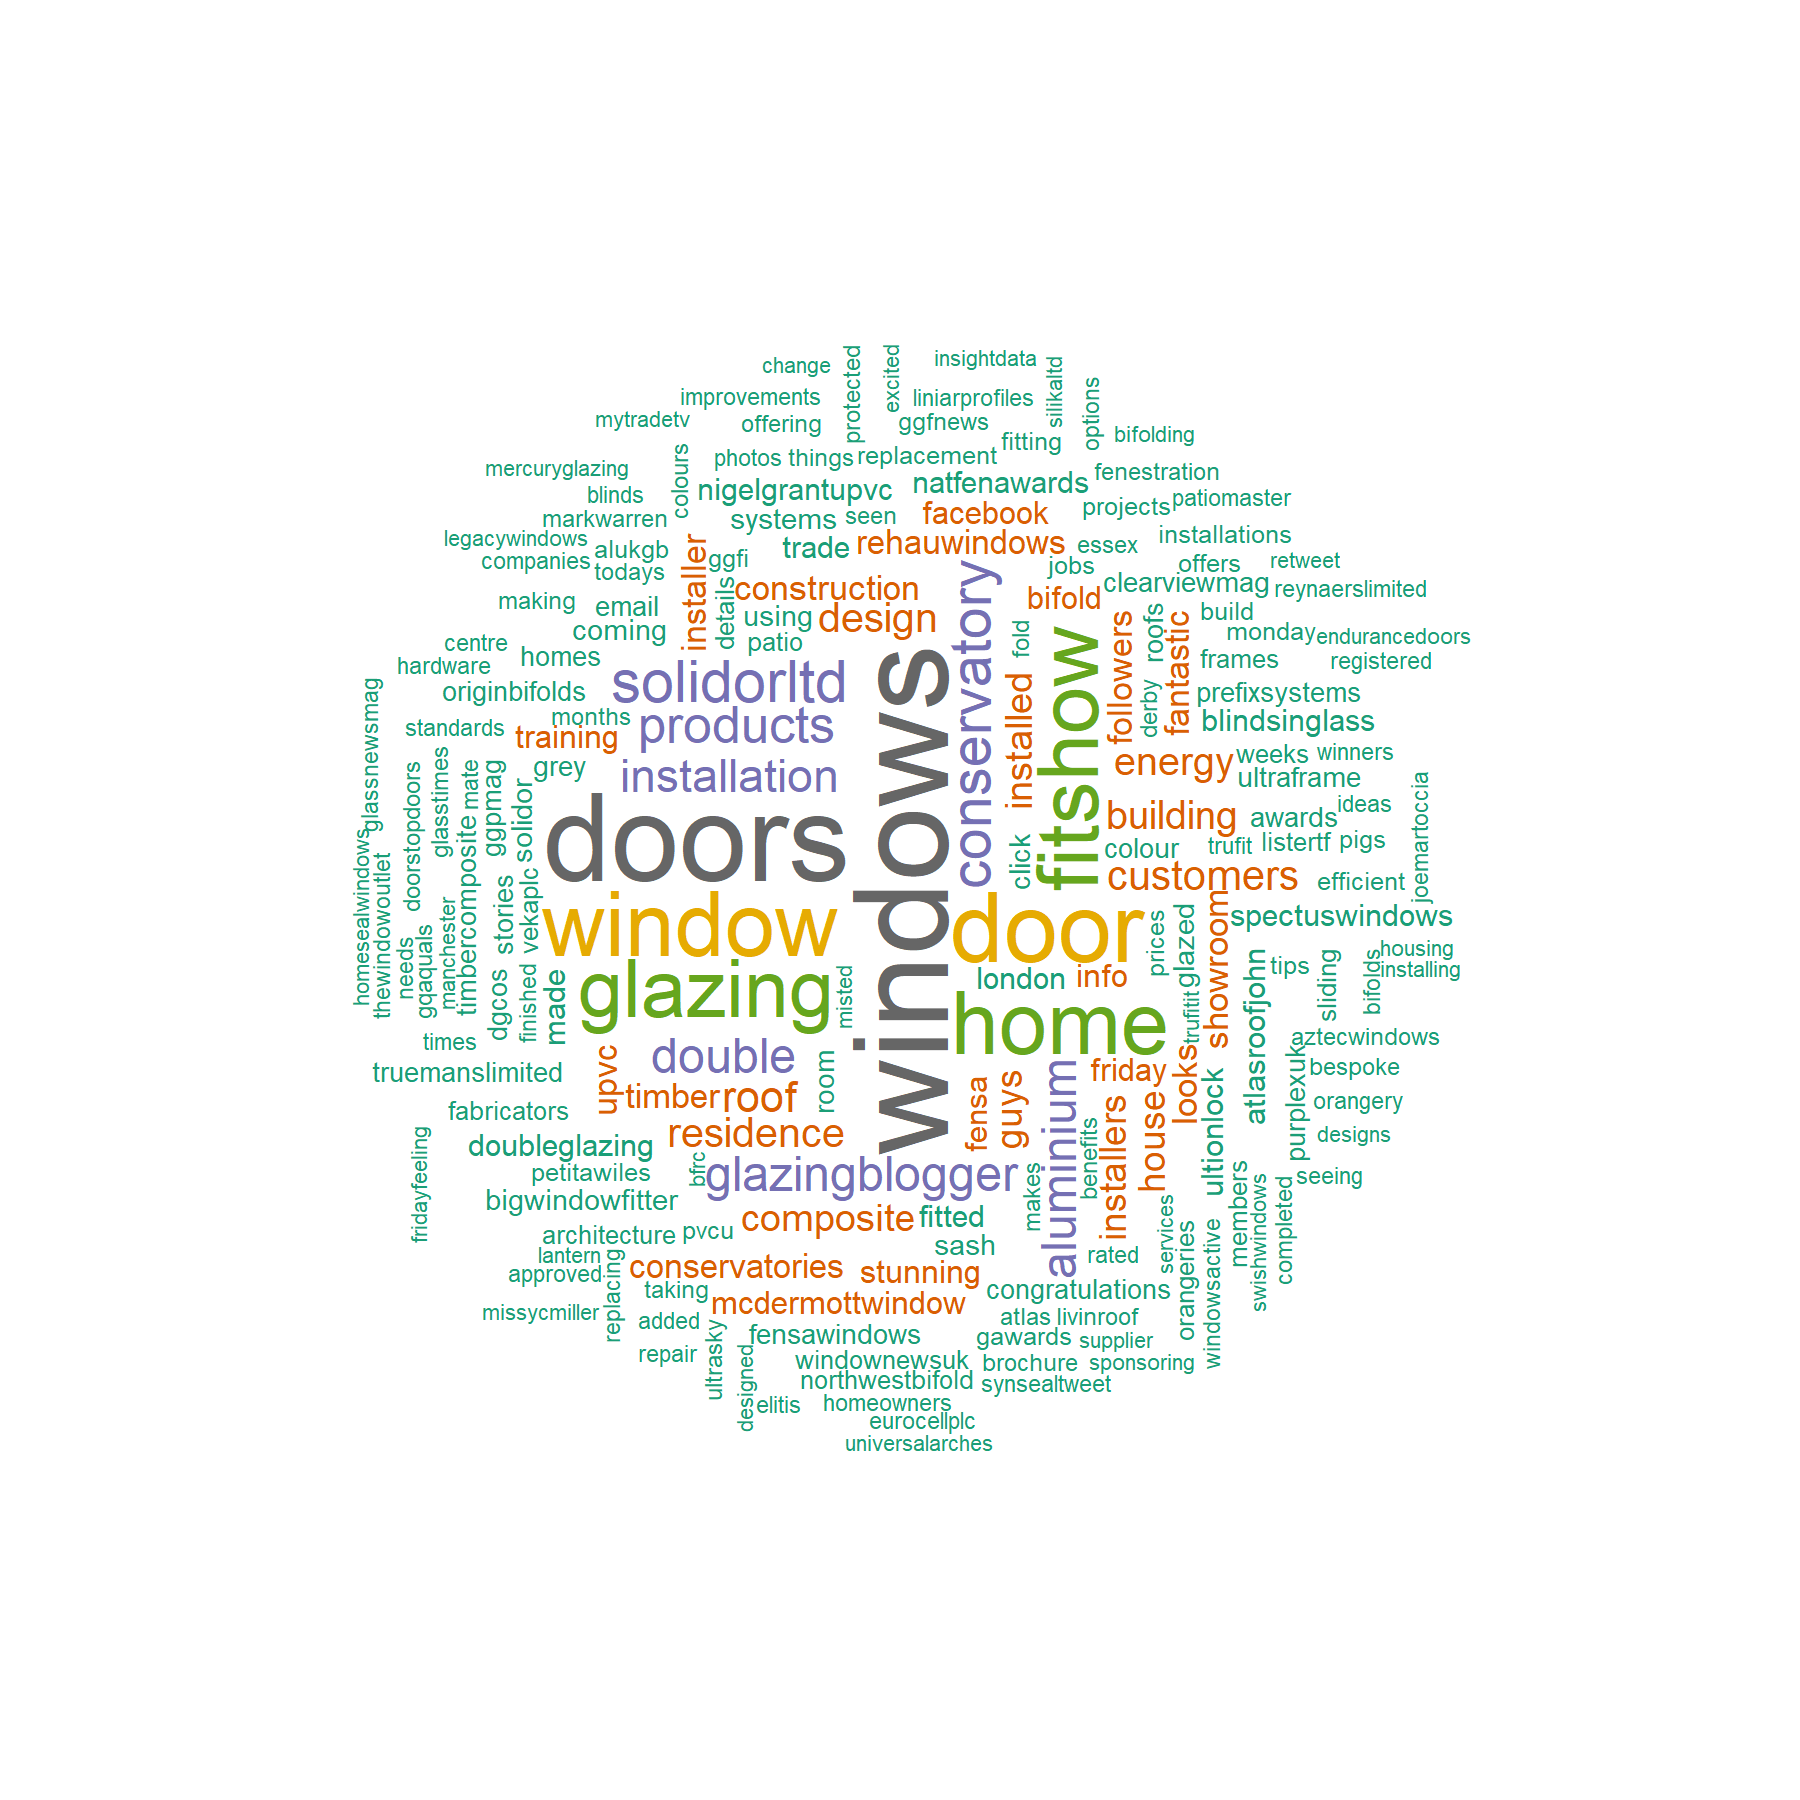 change
protected
excited
insightdata
silikaltd
improvements
liniarprofiles
options
mytradetv
offering
ggfnews
bifolding
fitting
photos
things
replacement
mercuryglazing
colours
fenestration
blinds
nigelgrantupvc
natfenawards
projects
patiomaster
markwarren
systems
seen
facebook
legacywindows
alukgb
trade
rehauwindows
essex
installations
companies
todays
installer
ggfi
jobs
offers
retweet
making
email
details
construction
conservatory
bifold
clearviewmag
reynaerslimited
coming
using
design
build
centre
homes
patio
fold
followers
roofs
fantastic
monday
endurancedoors
hardware
frames
registered
originbifolds
solidorltd
windows
fitshow
installed
derby
prefixsystems
glassnewsmag
standards
months
products
blindsinglass
training
energy
weeks
winners
grey
installation
ultraframe
doorstopdoors
glasstimes
mate
ggpmag
solidor
doors
building
awards
ideas
joemartoccia
homesealwindows
thewindowoutlet
timbercomposite
click
colour
trufit
listertf
pigs
customers
efficient
stories
vekaplc
window
door
prices
glazed
showroom
spectuswindows
needs
gqaquals
manchester
housing
dgcos
finished
made
glazing
misted
london
info
trufitit
atlasroofjohn
tips
sliding
bifolds
installing
times
home
aztecwindows
truemanslimited
double
upvc
room
friday
looks
purplexuk
bespoke
fabricators
timber
roof
fensa
guys
aluminium
installers
house
ultionlock
orangery
fridayfeeling
doubleglazing
residence
designs
petitawiles
bfrc
glazingblogger
makes
benefits
members
seeing
bigwindowfitter
composite
fitted
services
swishwindows
completed
architecture
pvcu
sash
rated
orangeries
windowsactive
lantern
approved
replacing
conservatories
stunning
taking
congratulations
missycmiller
mcdermottwindow
atlas
livinroof
added
ultrasky
fensawindows
gawards
supplier
repair
designed
windownewsuk
brochure
sponsoring
northwestbifold
synsealtweet
elitis
homeowners
eurocellplc
universalarches